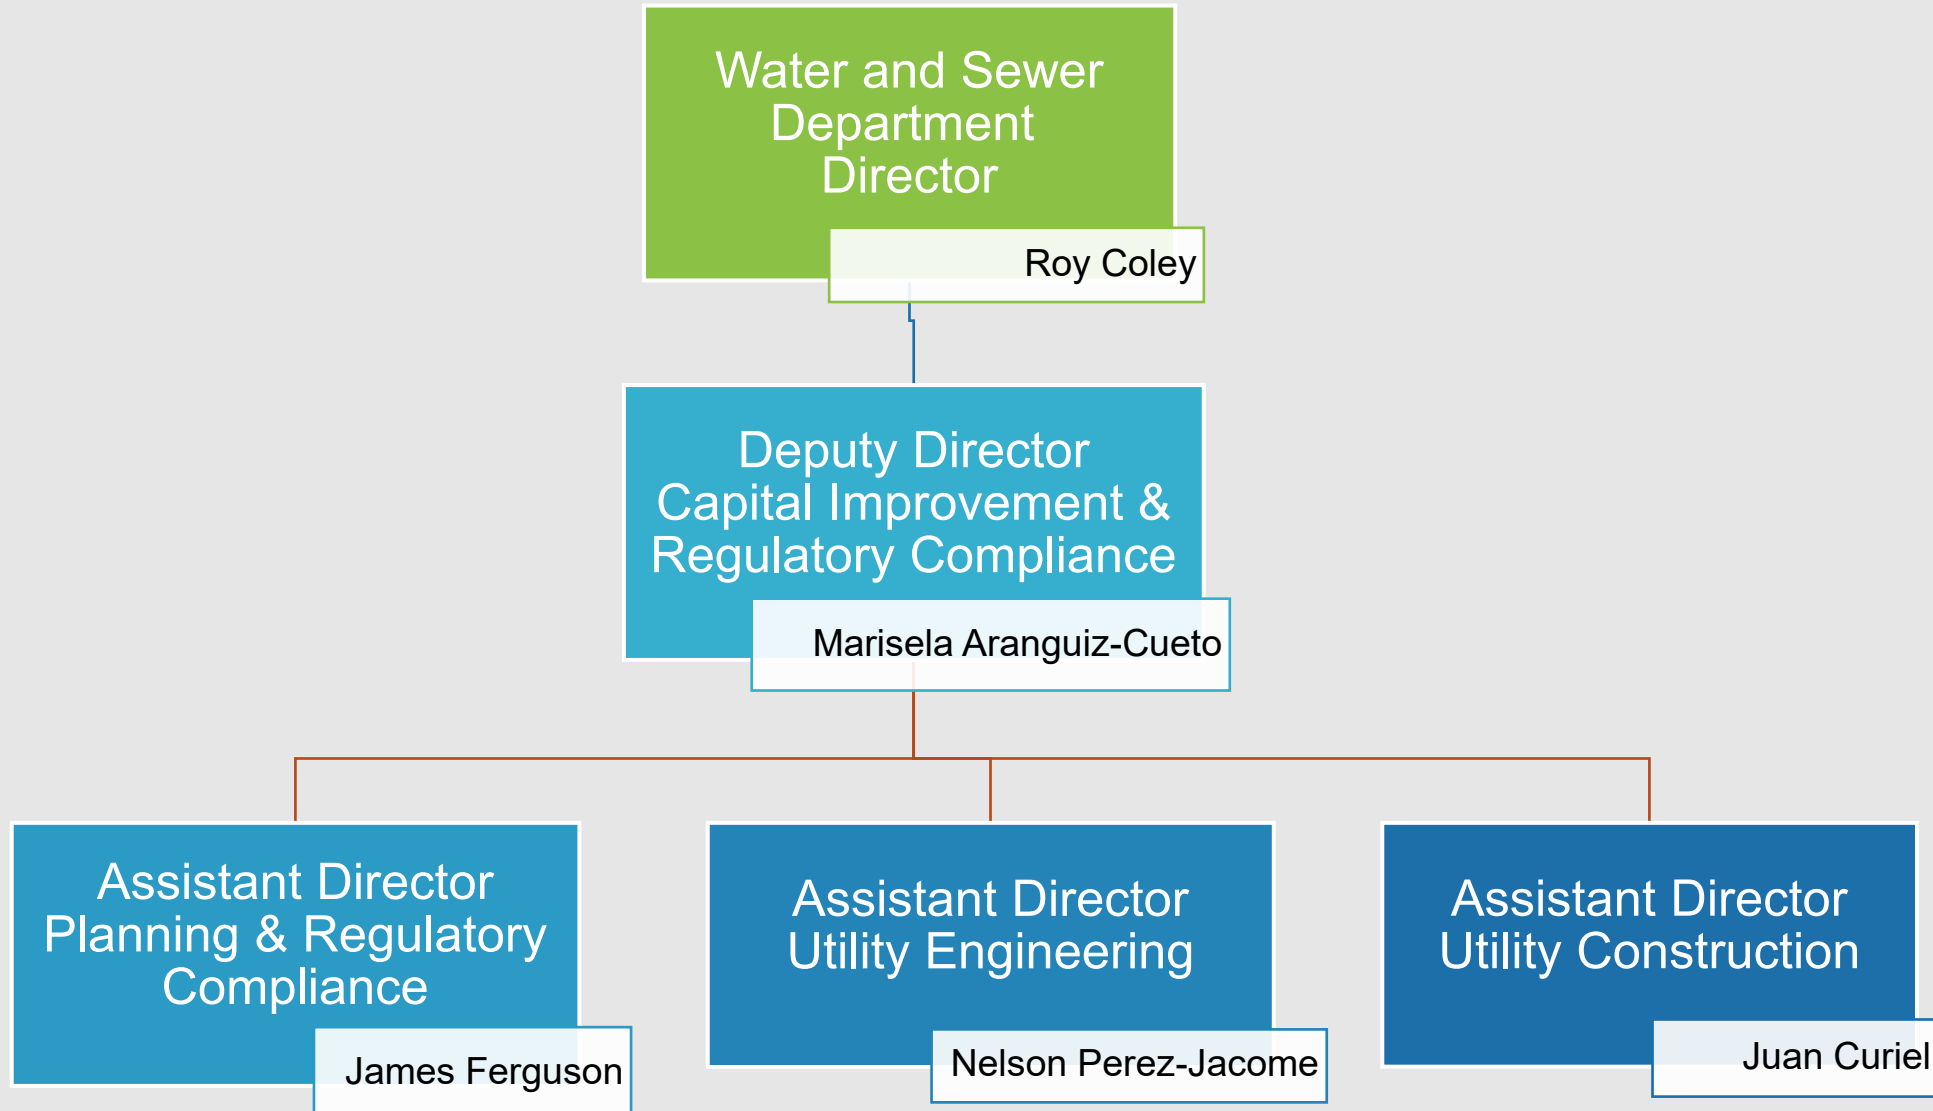 Water and Sewer
Department
Director
Roy Coley
Deputy Director
Capital Improvement &
Regulatory Compliance
Marisela Aranguiz-Cueto
Assistant Director
Planning & Regulatory
Compliance
James Ferguson
Assistant Director
Utility Engineering
Nelson Perez-Jacome
Assistant Director
Utility Construction
Juan Curiel